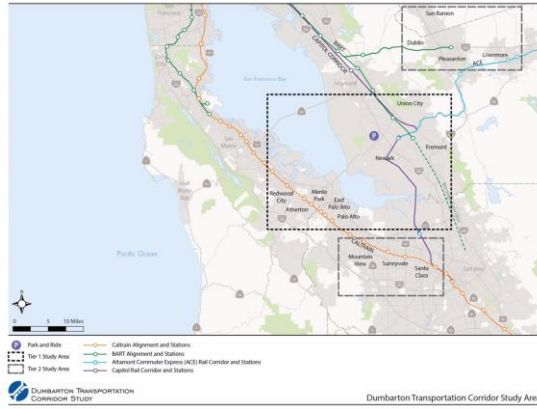 San Ramon
Dublin
Livermore
Pleasanton
ACE
BART
CAPITOL CORRIDOR
San Francisco Bay
Hayward
Union City
P
Fremont
Newark
San
Mateo
Redwood
City
Menlo
Park
Atherton
East
Palo Alto
Palo Alto
Half
Moon
Bay
CALTRAIN
Mountain
View
Sunnyvale
Santa
Clara
San Jose
Pacific Ocean
N
0 5 10 Miles
P Park and Ride
Tier 1 Study Area
Tier 2 Study Area
Caltrain Alignment and Stations
BART Alignment and Stations
Altamont Commuter Express (ACE) Rail Corridor and Stations
Capitol Rail Corridor and Stations
DUMBARTON TRANSPORTATION
CORRIDOR STUDY
Dumbarton Transportation Corridor Study Area